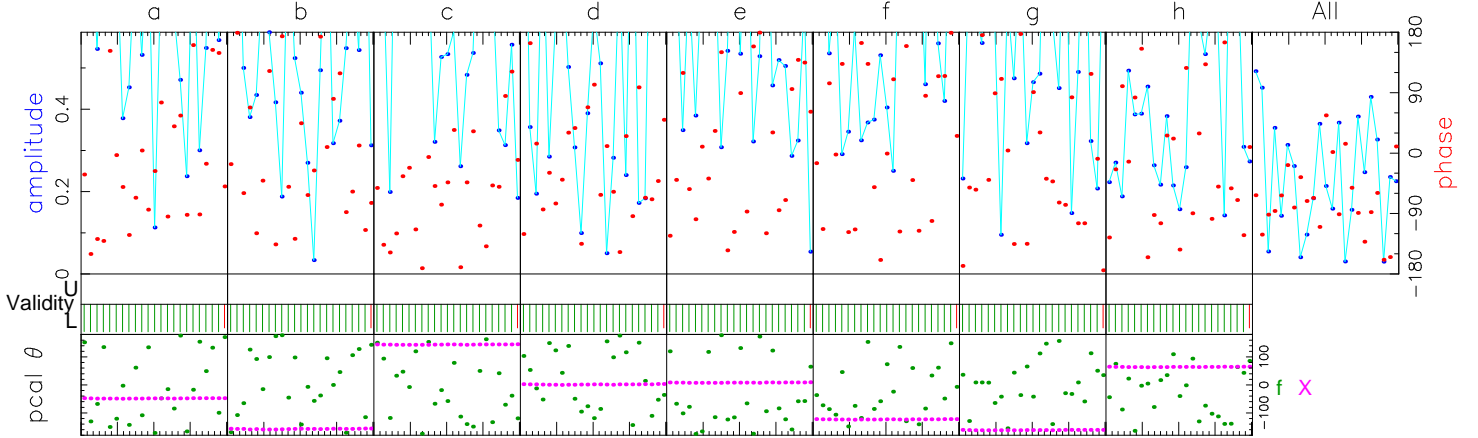 a b c d e f g h All
amplitude
0 0.2 0.4
180 90 0 −90 −180
phase
Validity
U
L
pcal θ
100 0 −100
f X